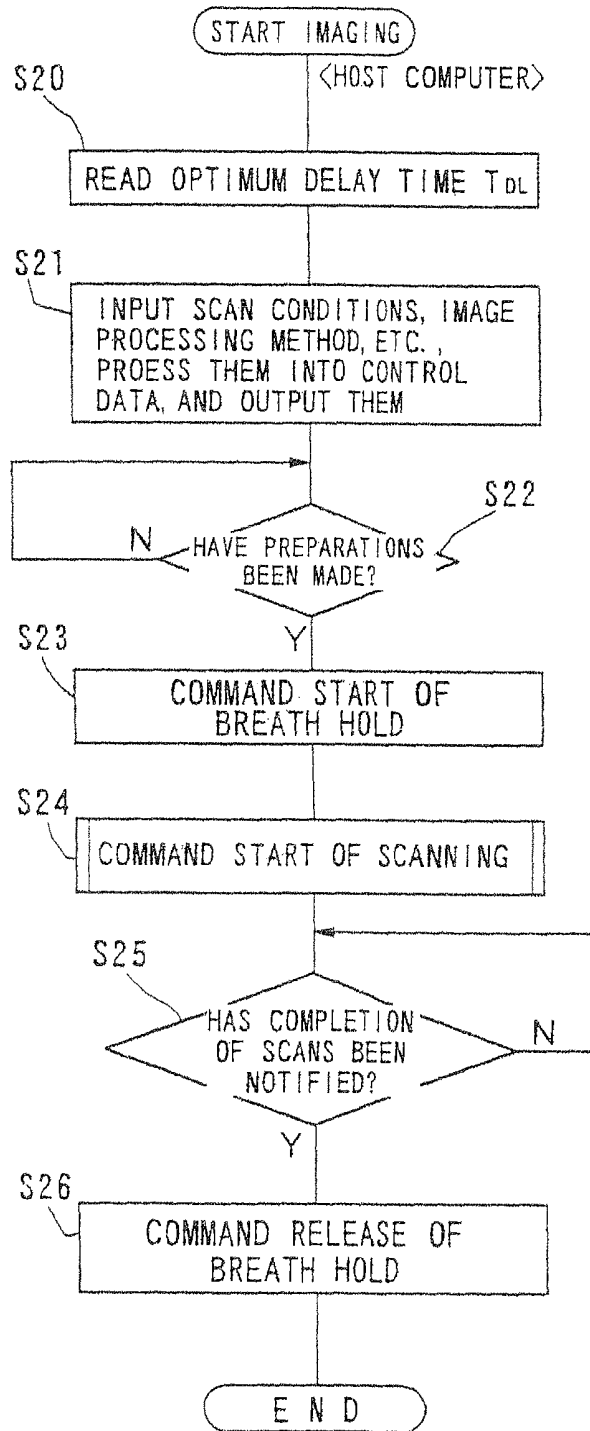 START IMAGING
<HOST COMPUTER>
S20
READ OPTIMUM DELAY TIME TDL
S21
INPUT SCAN CONDITIONS, IMAGE
PROCESSING METHOD, ETC.,
PROESS THEM INTO CONTROL
DATA, AND OUTPUT THEM
S22
N
HAVE PREPARATIONS
BEEN MADE?
Y
S23
COMMAND START OF
BREATH HOLD
S24
COMMAND START OF SCANNING
S25
HAS COMPLETION
OF SCANS BEEN
NOTIFIED?
N
Y
S26
COMMAND RELEASE OF
BREATH HOLD
END